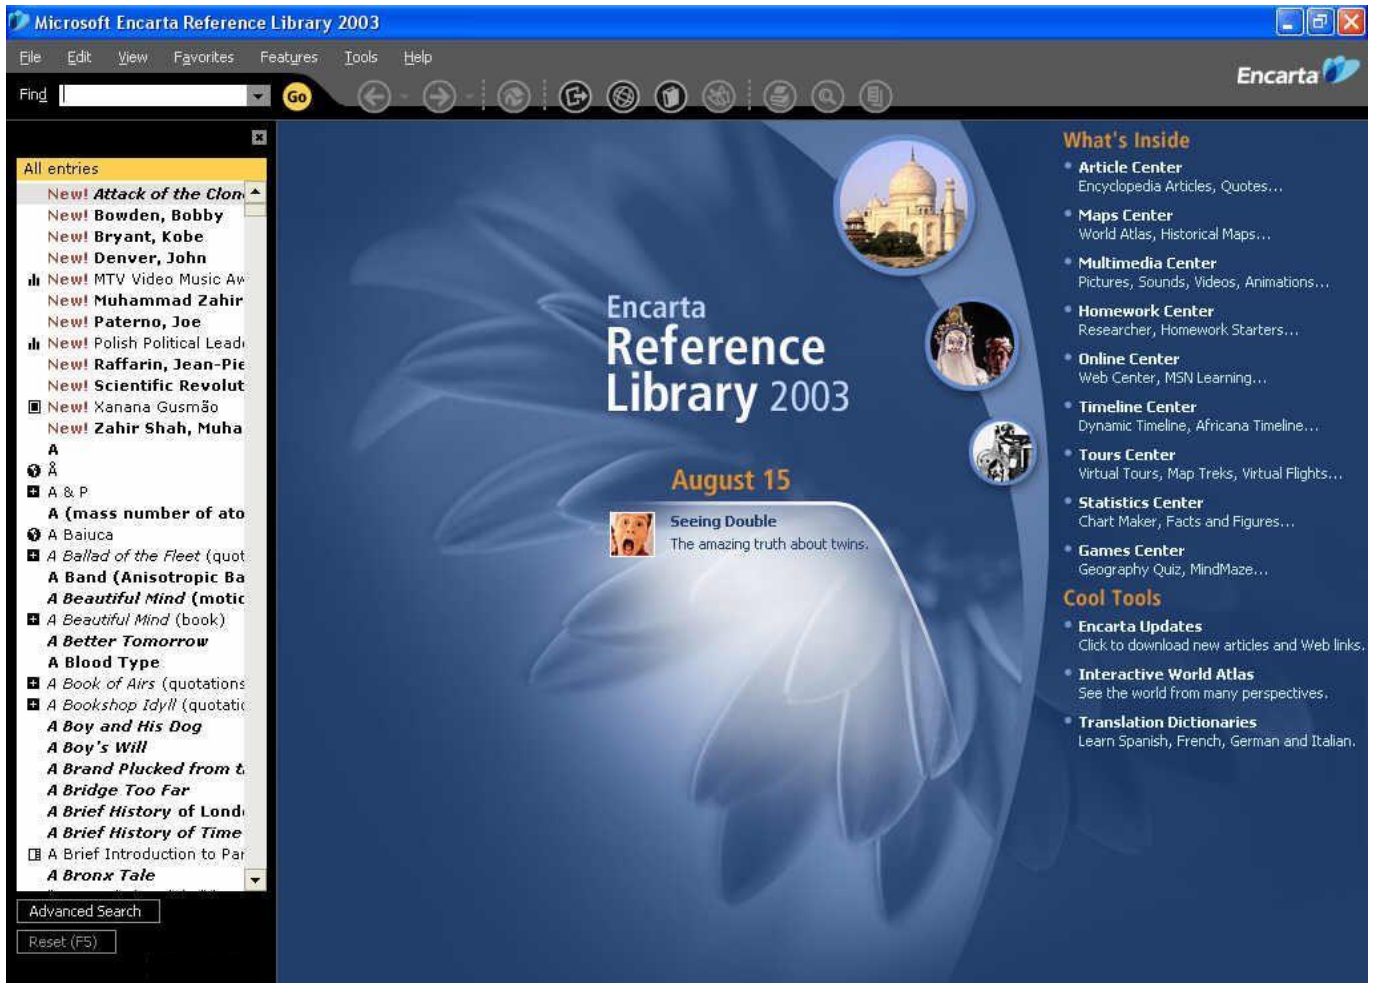 Microsoft Encarta Reference Library 2003
File Edit View Favorites Features Tools Help
Encarta
Find
Go
All entries
New! Attack of the Clon
New! Bowden, Bobby
New! Bryant, Kobe
New! Denver, John
New! MTV Video Music Aw
New! Muhammad Zahir
New! Paterno, Joe
New! Polish Political Lead
New! Raffarin, Jean-Pie
New! Scientific Revolut
New! Xanana Gusmão
New! Zahir Shah, Muha
A
Å
A & P
A (mass number of ato
A Baiuca
A Ballad of the Fleet (quot
A Band (Anisotropic Ba
A Beautiful Mind (motic
A Beautiful Mind (book)
A Better Tomorrow
A Blood Type
A Book of Airs (quotations
A Bookshop Idyll (quotatic
A Boy and His Dog
A Boy's Will
A Brand Plucked from t
A Bridge Too Far
A Brief History of Lond
A Brief History of Time
A Brief Introduction to Par
A Bronx Tale
Advanced Search
Reset (F5)
Encarta
Reference
Library 2003
August 15
Seeing Double
The amazing truth about twins.
What's Inside
Article Center
Encyclopedia Articles, Quotes...
Maps Center
World Atlas, Historical Maps...
Multimedia Center
Pictures, Sounds, Videos, Animations...
Homework Center
Researcher, Homework Starters...
Online Center
Web Center, MSN Learning...
Timeline Center
Dynamic Timeline, Africana Timeline...
Tours Center
Virtual Tours, Map Treks, Virtual Flights...
Statistics Center
Chart Maker, Facts and Figures...
Games Center
Geography Quiz, MindMaze...
Cool Tools
Encarta Updates
Click to download new articles and Web links.
Interactive World Atlas
See the world from many perspectives.
Translation Dictionaries
Learn Spanish, French, German and Italian.